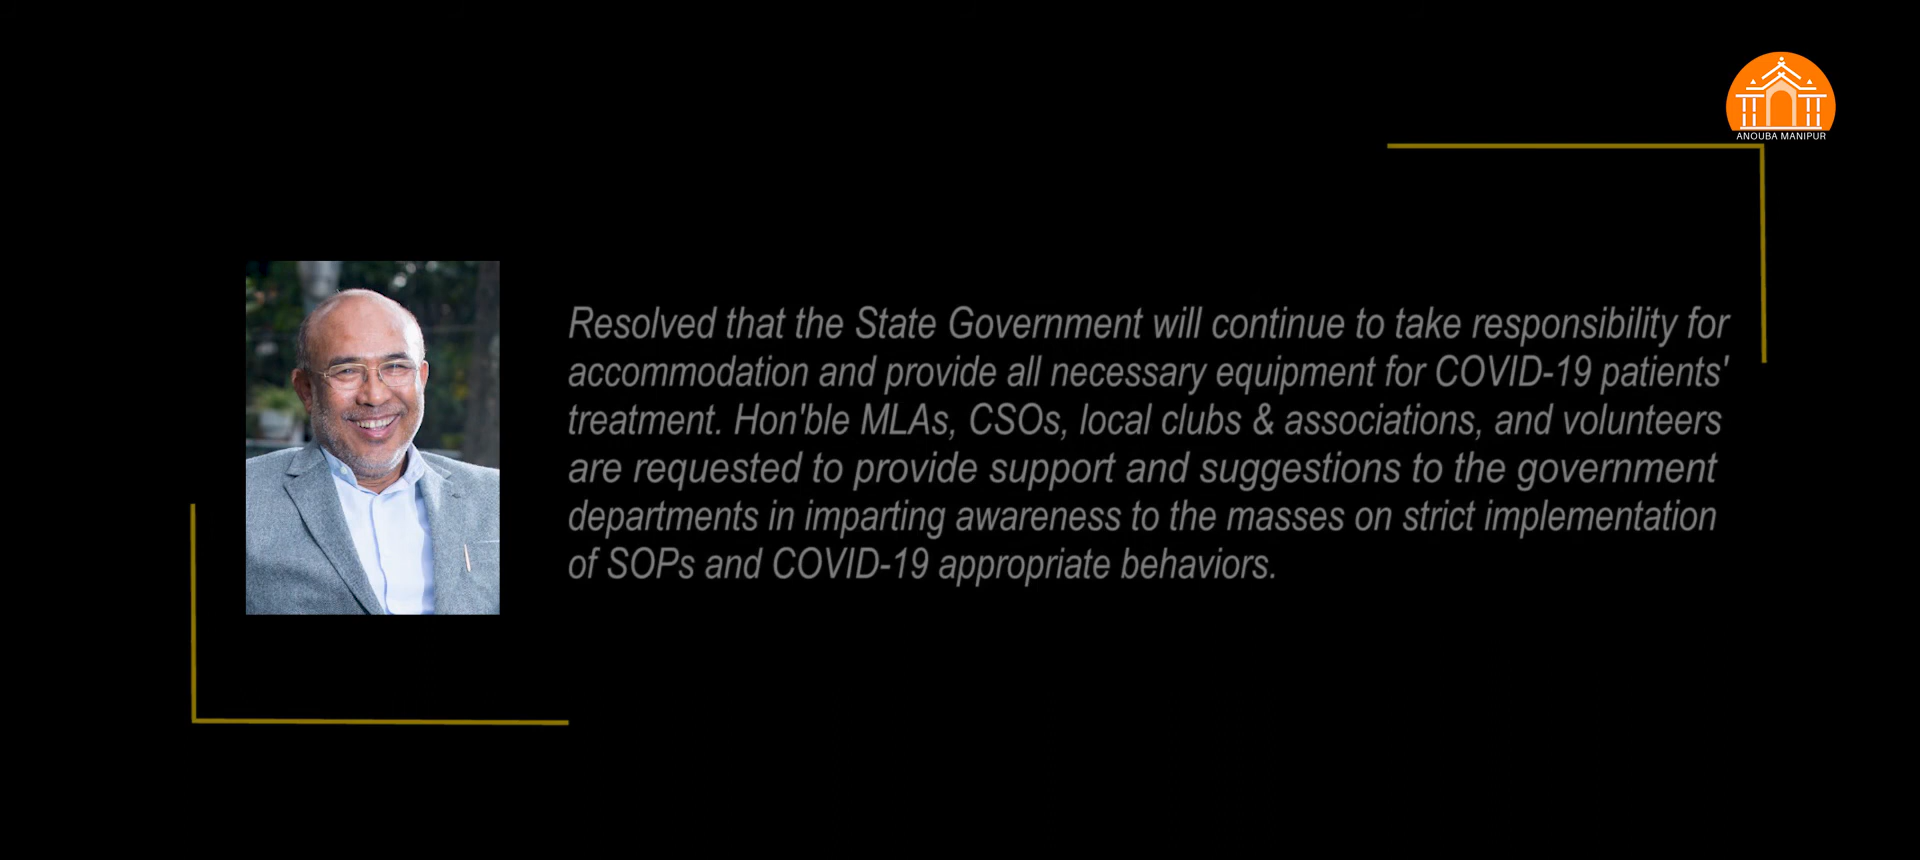 ANOUBA MANIPUR
Resolved that the State Government will continue to take responsibility for
accommodation and provide all necessary equipment for COVID-19 patients'
treatment. Hon'ble MLAs, CSOs, local clubs & associations, and volunteers
are requested to provide support and suggestions to the government
departments in imparting awareness to the masses on strict implementation
of SOPs and COVID-19 appropriate behaviors.